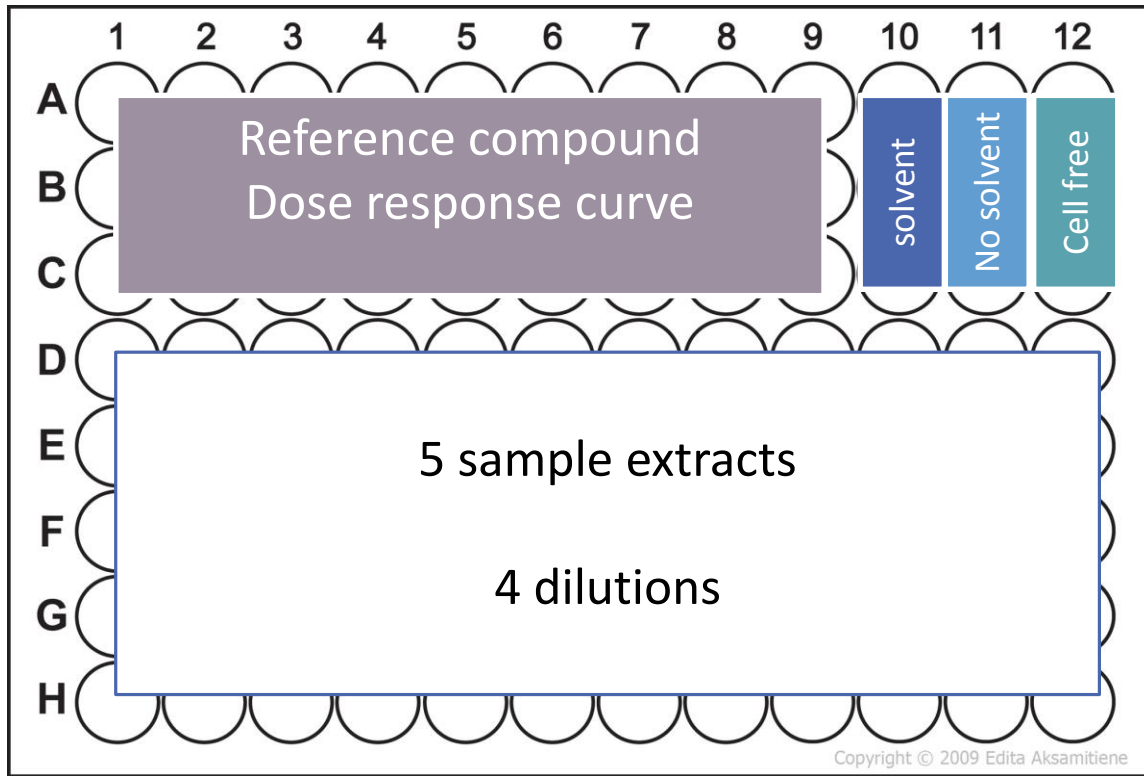 1 2 3 4 5 6 7 8 9 10 11 12
A
B
C
D
E
F
G
H
Reference compound
Dose response curve
solvent
No solvent
Cell free
5 sample extracts
4 dilutions
Copyright © 2009 Edita Aksamitiene